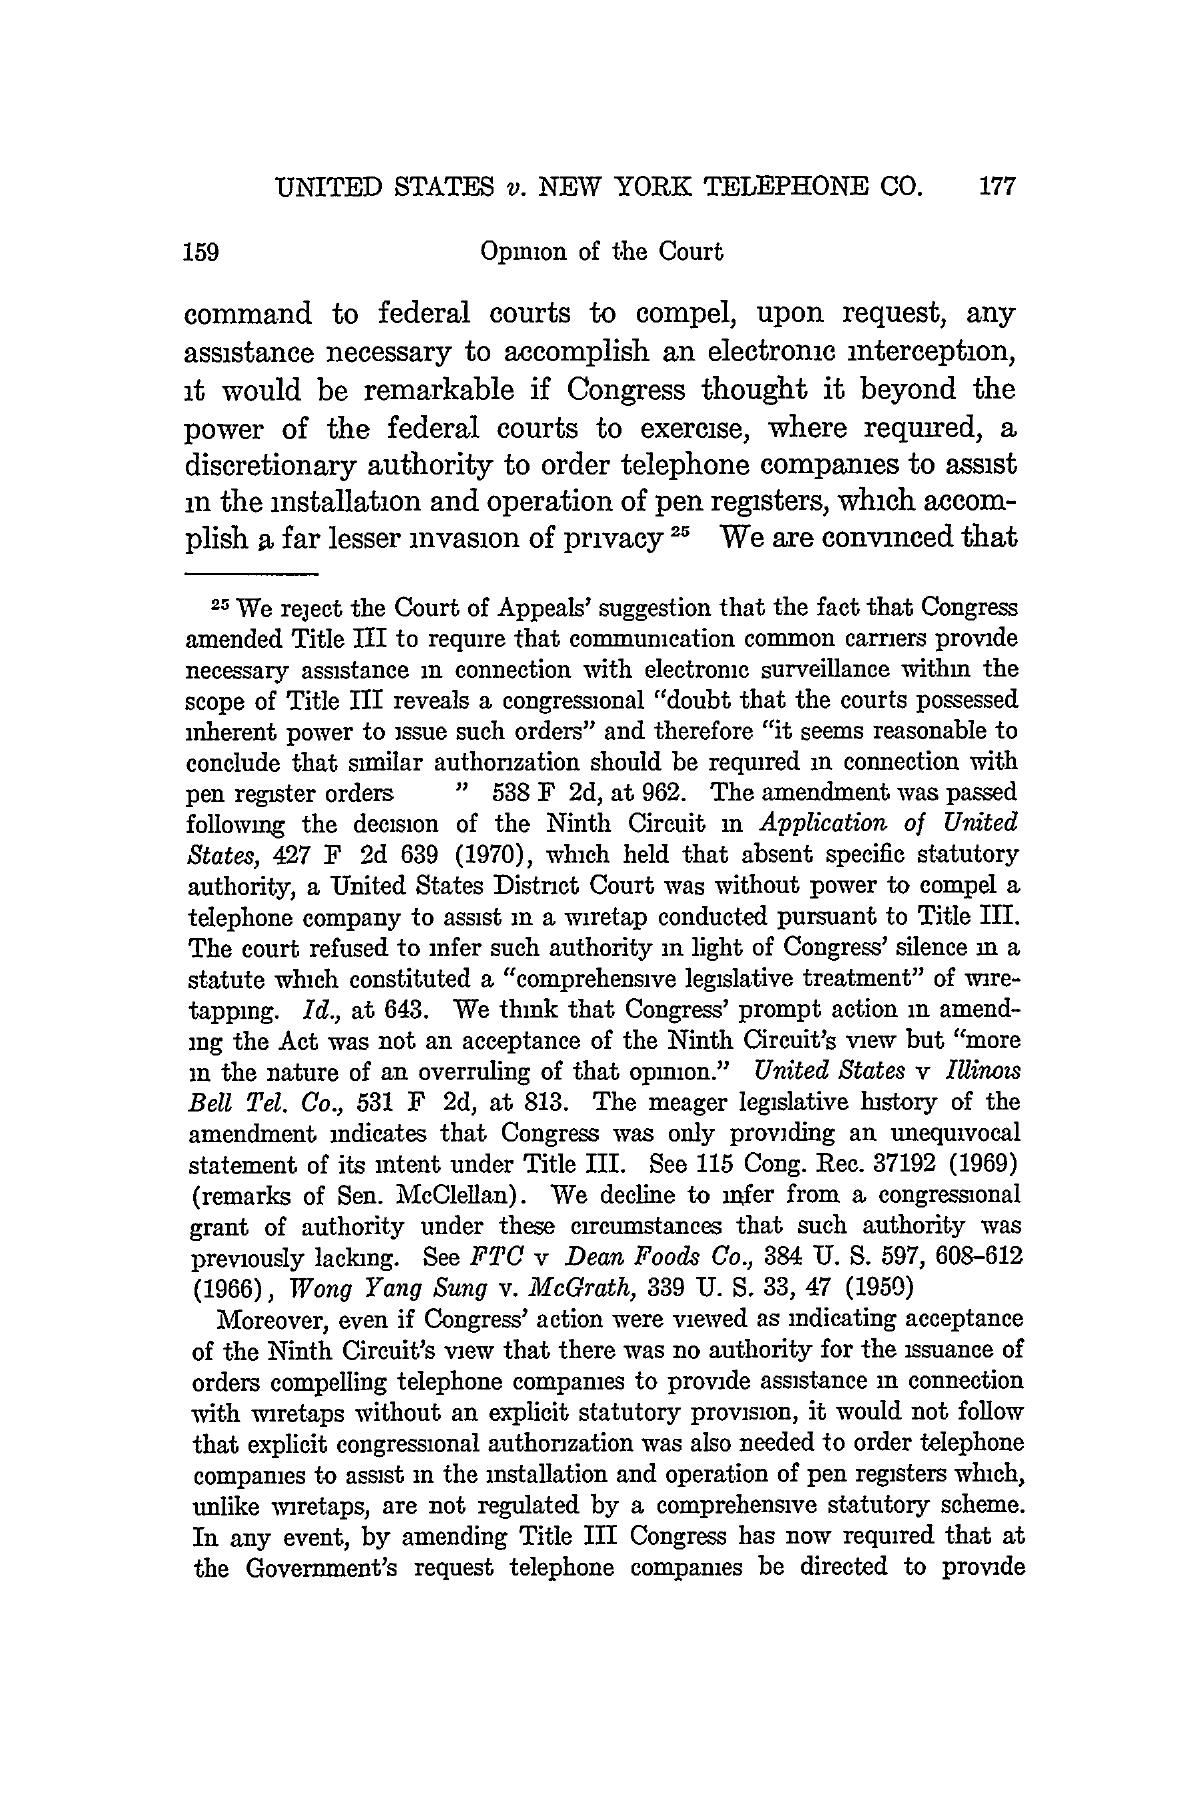 UNITED STATES v. NEW YORK TELEPHONE CO. 177
159 Opinion of the Court
command to federal courts to compel, upon request, any
assistance necessary to accomplish an electronic interception,
it would be remarkable if Congress thought it beyond the
power of the federal courts to exercise, where required, a
discretionary authority to order telephone companies to assist
in the installation and operation of pen registers, which accom-
plish a far lesser invasion of privacy 25 We are convinced that
25 We reject the Court of Appeals' suggestion that the fact that Congress
amended Title III to require that communication common carriers provide
necessary assistance in connection with electronic surveillance within the
scope of Title III reveals a congressional "doubt that the courts possessed
inherent power to issue such orders" and therefore "it seems reasonable to
conclude that similar authorization should be required in connection with
pen register orders " 538 F 2d, at 962. The amendment was passed
following the decision of the Ninth Circuit in Application of United
States, 427 F 2d 639 (1970), which held that absent specific statutory
authority, a United States District Court was without power to compel a
telephone company to assist in a wiretap conducted pursuant to Title III.
The court refused to infer such authority in light of Congress' silence in a
statute which constituted a "comprehensive legislative treatment" of wire-
tapping. Id., at 643. We think that Congress' prompt action in amend-
ing the Act was not an acceptance of the Ninth Circuit's view but "more
in the nature of an overruling of that opinion." United States v Illinois
Bell Tel. Co., 531 F 2d, at 813. The meager legislative history of the
amendment indicates that Congress was only providing an unequivocal
statement of its intent under Title III. See 115 Cong. Rec. 37192 (1969)
(remarks of Sen. McClellan). We decline to infer from a congressional
grant of authority under these circumstances that such authority was
previously lacking. See FTC v Dean Foods Co., 384 U. S. 597, 608-612
(1966), Wong Yang Sung v. McGrath, 339 U. S. 33, 47 (1950)
Moreover, even if Congress' action were viewed as indicating acceptance
of the Ninth Circuit's view that there was no authority for the issuance of
orders compelling telephone companies to provide assistance in connection
with wiretaps without an explicit statutory provision, it would not follow
that explicit congressional authorization was also needed to order telephone
companies to assist in the installation and operation of pen registers which,
unlike wiretaps, are not regulated by a comprehensive statutory scheme.
In any event, by amending Title III Congress has now required that at
the Government's request telephone companies be directed to provide